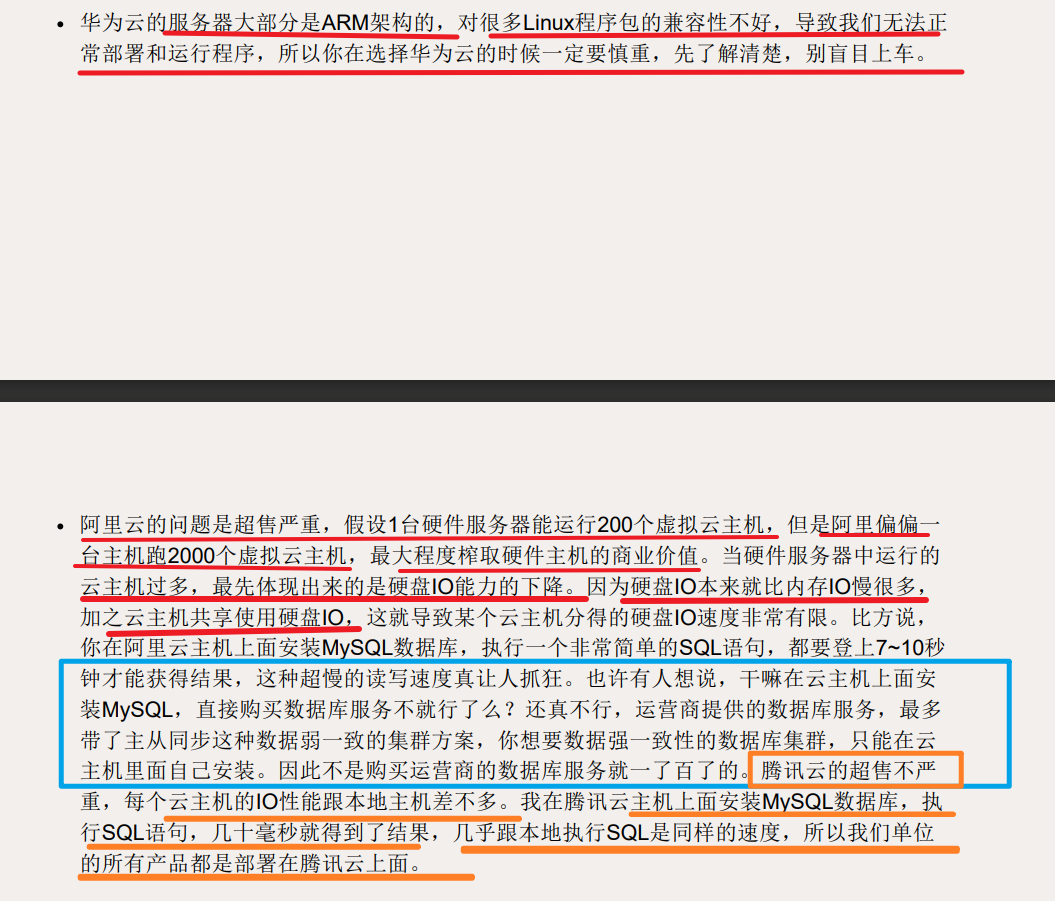 • 华为云的服务器大部分是ARM架构的，对很多Linux程序包的兼容性不好，导致我们无法正
常部署和运行程序，所以你在选择华为云的时候一定要慎重，先了解清楚，别盲目上车。
• 阿里云的问题是超售严重，假设1台硬件服务器能运行200个虚拟云主机，但是阿里偏偏一
台主机跑2000个虚拟云主机，最大程度榨取硬件主机的商业价值。当硬件服务器中运行的
云主机过多，最先体现出来的是硬盘IO能力的下降。因为硬盘IO本来就比内存IO慢很多，
加之云主机共享使用硬盘IO，这就导致某个云主机分得的硬盘IO速度非常有限。比方说，
你在阿里云主机上面安装MySQL数据库，执行一个非常简单的SQL语句，都要登上7~10秒
钟才能获得结果，这种超慢的读写速度真让人抓狂。也许有人想说，干嘛在云主机上面安
装MySQL，直接购买数据库服务不就行了么？还真不行，运营商提供的数据库服务，最多
带了主从同步这种数据弱一致的集群方案，你想要数据强一致性的数据库集群，只能在云
主机里面自己安装。因此不是购买运营商的数据库服务就一了百了的。腾讯云的超售不严
重，每个云主机的IO性能跟本地主机差不多。我在腾讯云主机上面安装MySQL数据库，执
行SQL语句，几十毫秒就得到了结果，几乎跟本地执行SQL是同样的速度，所以我们单位
的所有产品都是部署在腾讯云上面。